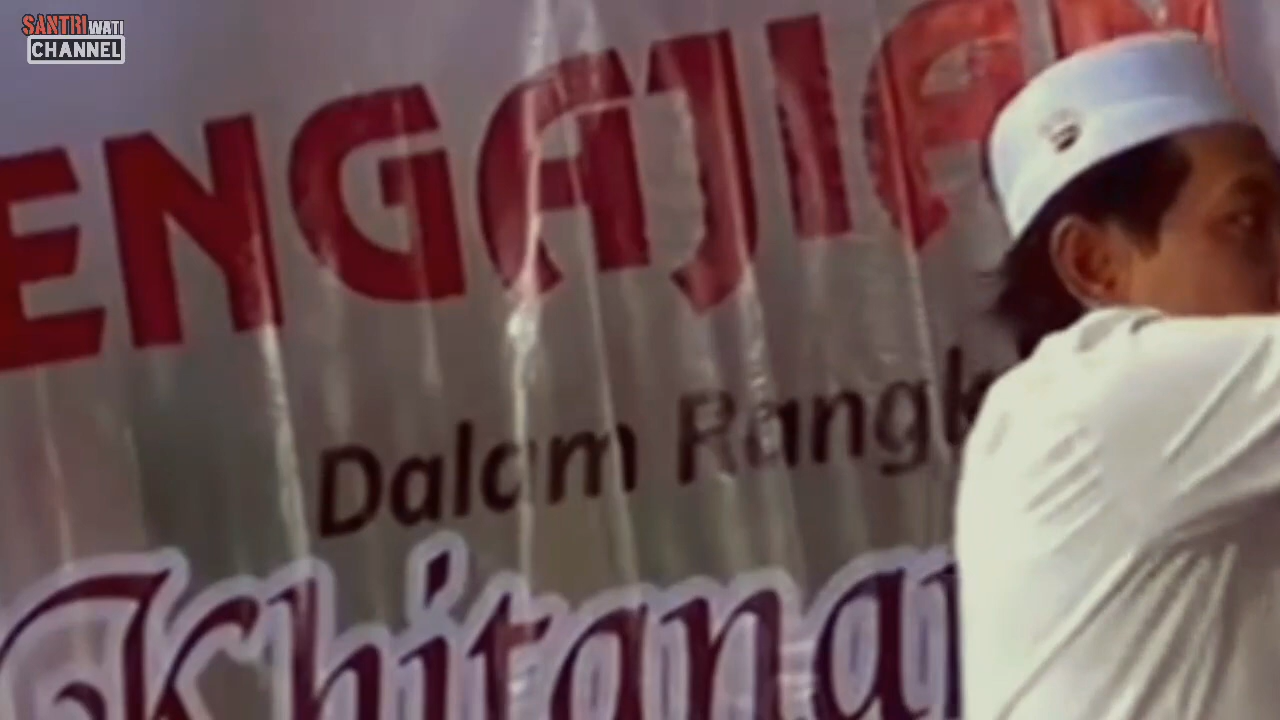 SANTRIWATI
CHANNEL
ENGAJIAN
Dalam Rangk
Khitanan